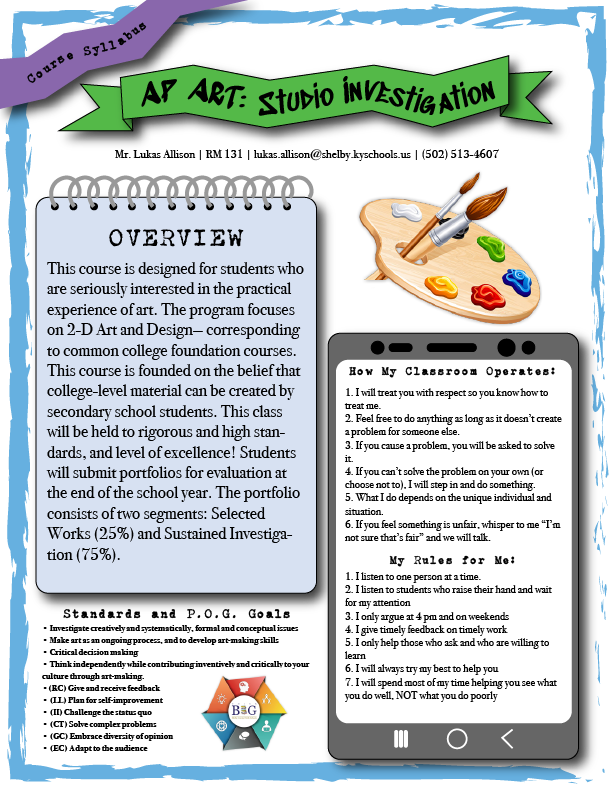 Course Syllabus
AP ART: STUDIO INVESTIGATION
Mr. Lukas Allison | RM 131 | lukas.allison@shelby.kyschools.us | (502) 513-4607
OVERVIEW
This course is designed for students who
are seriously interested in the practical
experience of art. The program focuses
on 2-D Art and Design— corresponding
to common college foundation courses.
This course is founded on the belief that
college-level material can be created by
secondary school students. This class
will be held to rigorous and high stan-
dards, and level of excellence! Students
will submit portfolios for evaluation at
the end of the school year. The portfolio
consists of two segments: Selected
Works (25%) and Sustained Investiga-
tion (75%).
Standards and P.O.G. Goals
• Investigate creatively and systematically, formal and conceptual issues
• Make art as an ongoing process, and to develop art-making skills
• Critical decision making
• Think independently while contributing inventively and critically to your
culture through art-making.
• (RC) Give and receive feedback
• (LL) Plan for self-improvement
• (II) Challenge the status quo
• (CT) Solve complex problems
• (GC) Embrace diversity of opinion
• (EC) Adapt to the audience
How My Classroom Operates:
1. I will treat you with respect so you know how to
treat me.
2. Feel free to do anything as long as it doesn't create
a problem for someone else.
3. If you cause a problem, you will be asked to solve
it.
4. If you can't solve the problem on your own (or
choose not to), I will step in and do something.
5. What I do depends on the unique individual and
situation.
6. If you feel something is unfair, whisper to me “I'm
not sure that's fair” and we will talk.
My Rules for Me:
1. I listen to one person at a time.
2. I listen to students who raise their hand and wait
for my attention
3. I only argue at 4 pm and on weekends
4. I give timely feedback on timely work
5. I only help those who ask and who are willing to
learn
6. I will always try my best to help you
7. I will spend most of my time helping you see what
you do well, NOT what you do poorly